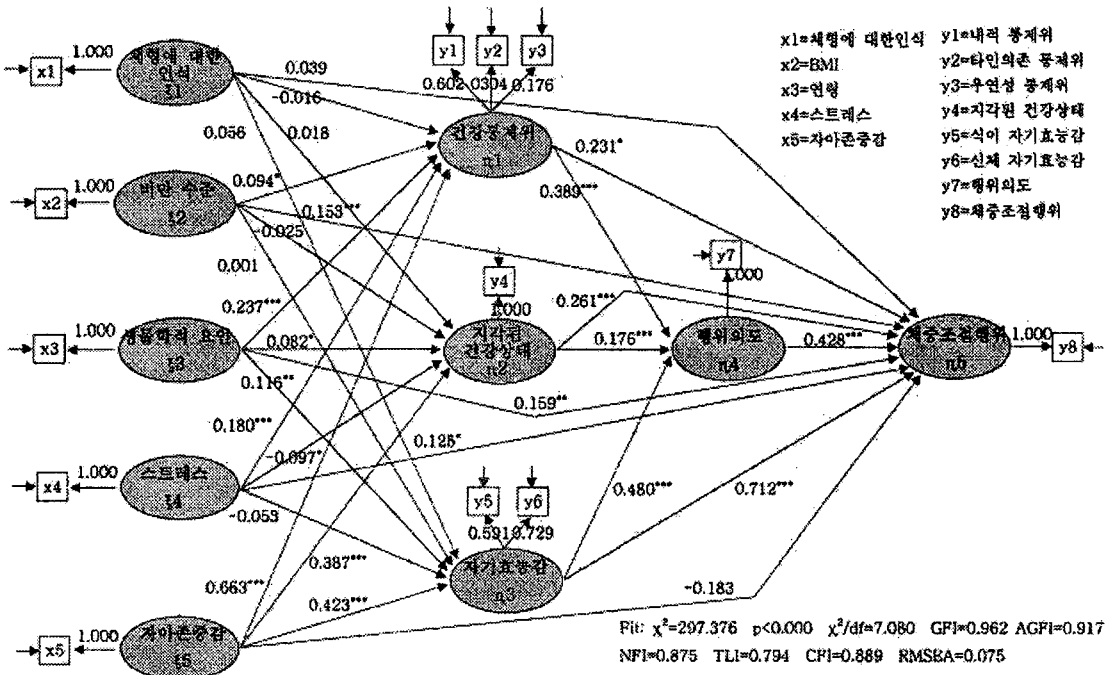 1.000
x1
체형에 대한
인식
ξ1
0.039
-0.016
0.056
0.018
y1
y2
y3
0.602
.0304
0.176
건강통제위
η1
0.231*
0.389***
x1=체형에 대한인식
x2=BMI
x3=연령
x4=스트레스
x5=자아존중감
y1=내적 통제위
y2=타인의존 통제위
y3=우연성 통제위
y4=지각된 건강상태
y5=식이 자기효능감
y6=신체 자기효능감
y7=행위의도
y8=체중조절행위
1.000
x2
비만 수준
ξ2
0.094*
0.153***
-0.025
0.001
y4
1.000
y7
1.000
0.261***
1.000
x3
생물학적 요인
ξ3
0.237***
0.082*
0.116**
0.180***
지각된
건강상태
η2
0.176***
행위의도
η4
0.428***
체중조절행위
η5
1.000
y8
0.159**
0.125*
1.000
x4
스트레스
ξ4
-0.097*
-0.053
y5
y6
0.591
0.729
0.480***
0.712***
0.387***
0.663***
0.423***
자기효능감
η3
-0.183
1.000
x5
자아존중감
ξ5
Fit: χ²=297.376 p<0.000 χ²/df=7.080 GFI=0.962 AGFI=0.917
NFI=0.875 TLI=0.794 CFI=0.889 RMSEA=0.075